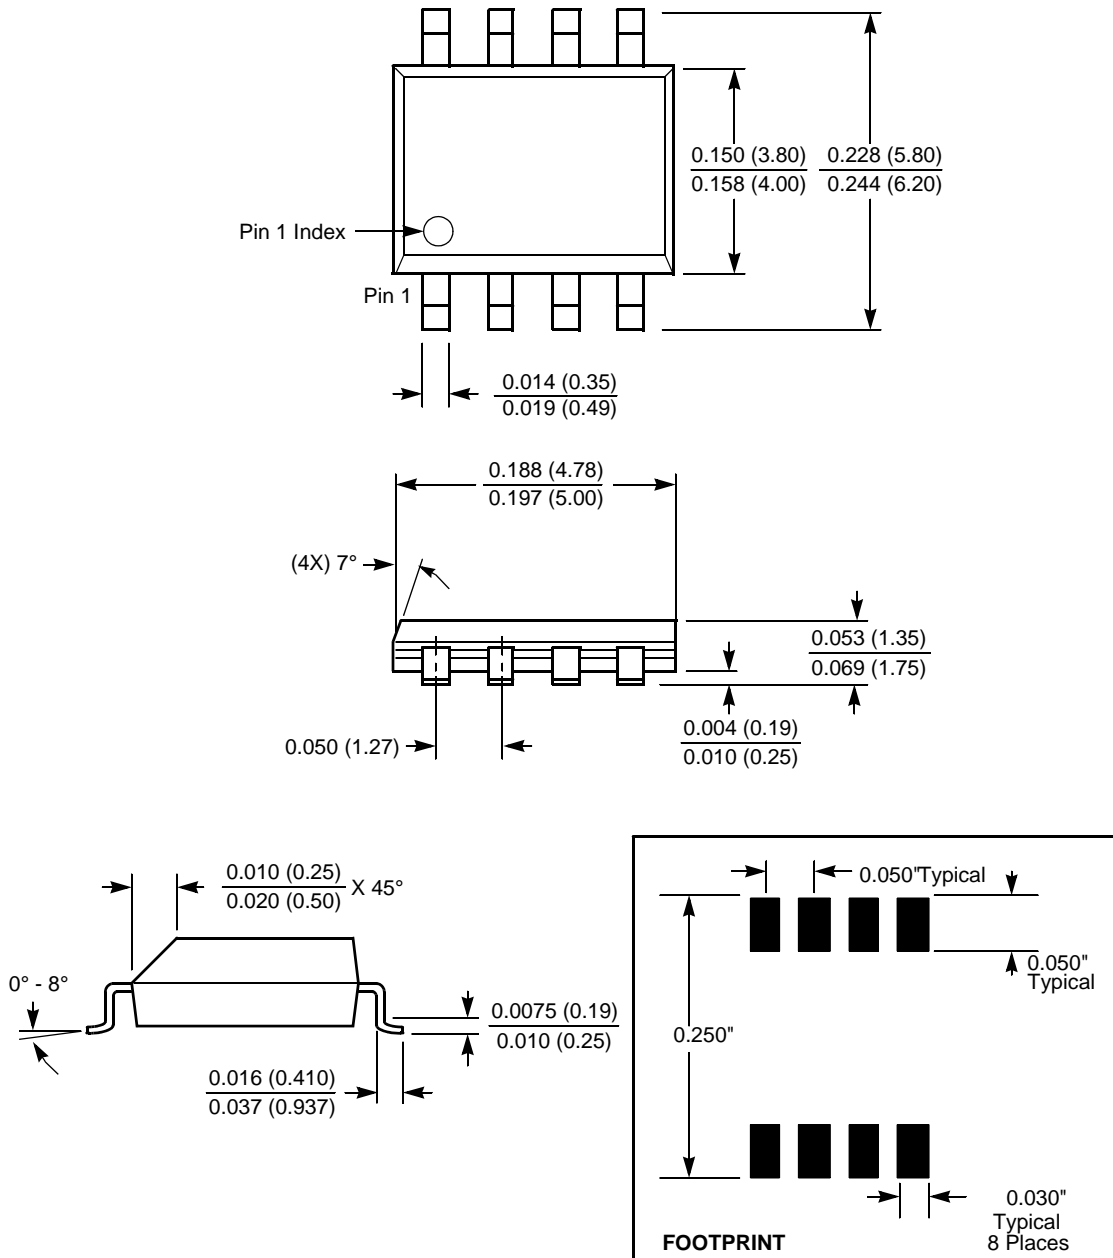 0.150 (3.80)
0.158 (4.00)
0.228 (5.80)
0.244 (6.20)
Pin 1 Index
Pin 1
0.014 (0.35)
0.019 (0.49)
0.188 (4.78)
0.197 (5.00)
(4X) 7°
0.053 (1.35)
0.069 (1.75)
0.004 (0.19)
0.010 (0.25)
0.050 (1.27)
0.010 (0.25)
0.020 (0.50)
X 45°
0° - 8°
0.0075 (0.19)
0.010 (0.25)
0.016 (0.410)
0.037 (0.937)
0.050"Typical
0.050"
Typical
0.250"
0.030"
Typical
8 Places
FOOTPRINT